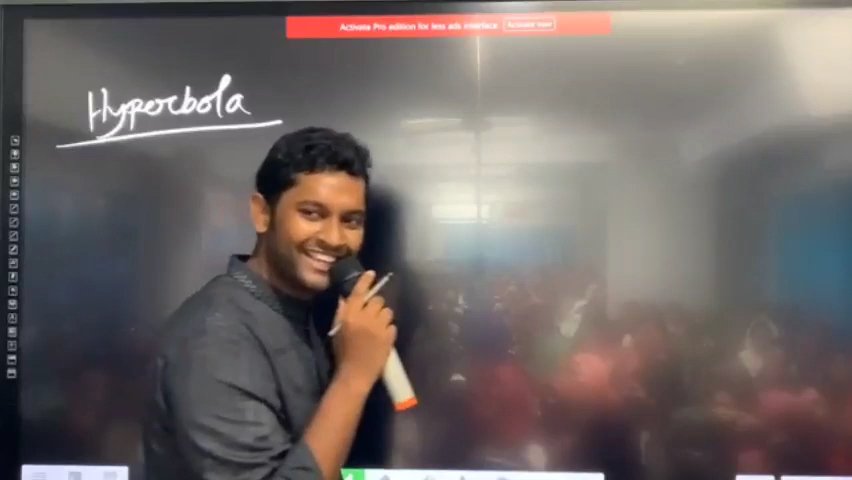 Activate Pro edition for less ads interface Activate now
Hyperbola